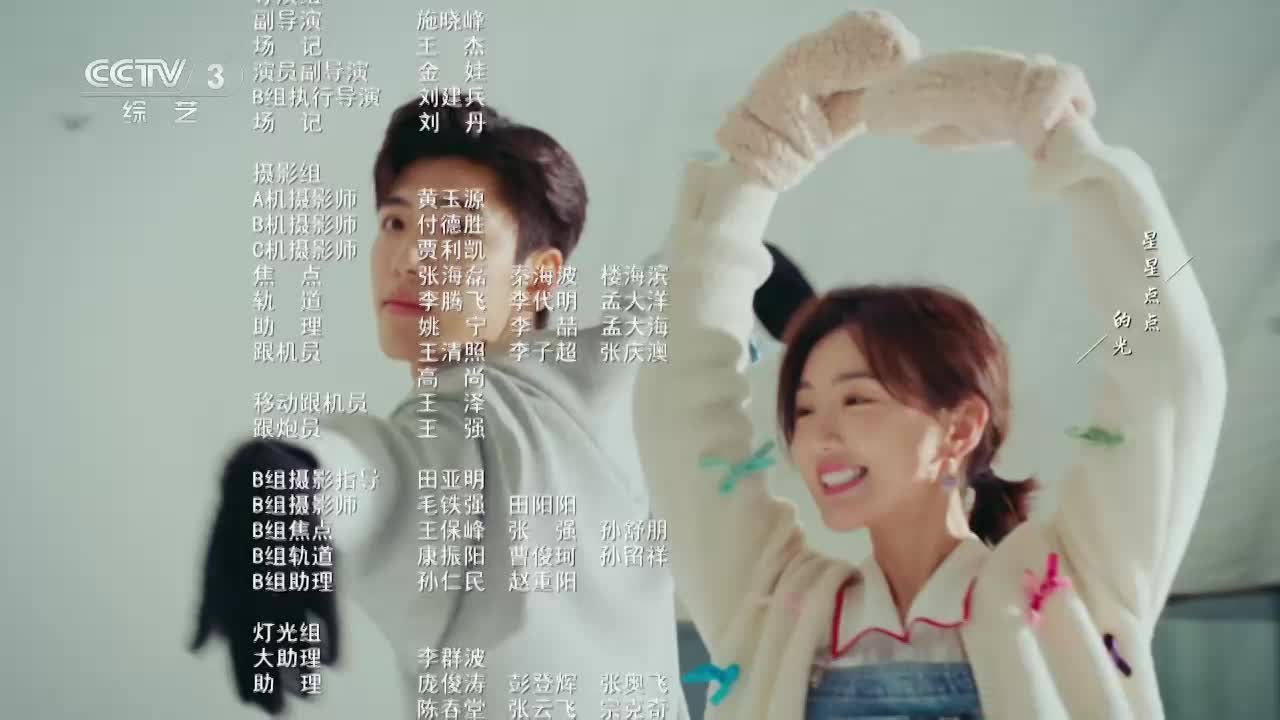 副导演 施晓峰
场 记 王 杰
CCTV 3
综艺
演员副导演 金 娃
B组执行导演 刘建兵
场 记 刘 丹
摄影组
A机摄影师 黄玉源
B机摄影师 付德胜
C机摄影师 贾利凯
焦 点 张海磊 秦海波 楼海滨
轨 道 李腾飞 李代明 孟大洋
助 理 姚 宁 李 喆 孟大海
跟机员 王清照 李子超 张庆澳
高 尚
移动跟机员 王 泽
跟炮员 王 强
B组摄影指导 田亚明
B组摄影师 毛铁强 田阳阳
B组焦点 王保峰 张 强 孙舒朋
B组轨道 康振阳 曹俊珂 孙留祥
B组助理 孙仁民 赵重阳
灯光组
大助理 李群波
助 理 庞俊涛 彭登辉 张奥飞
陈春堂 张云飞
星星点点
的光